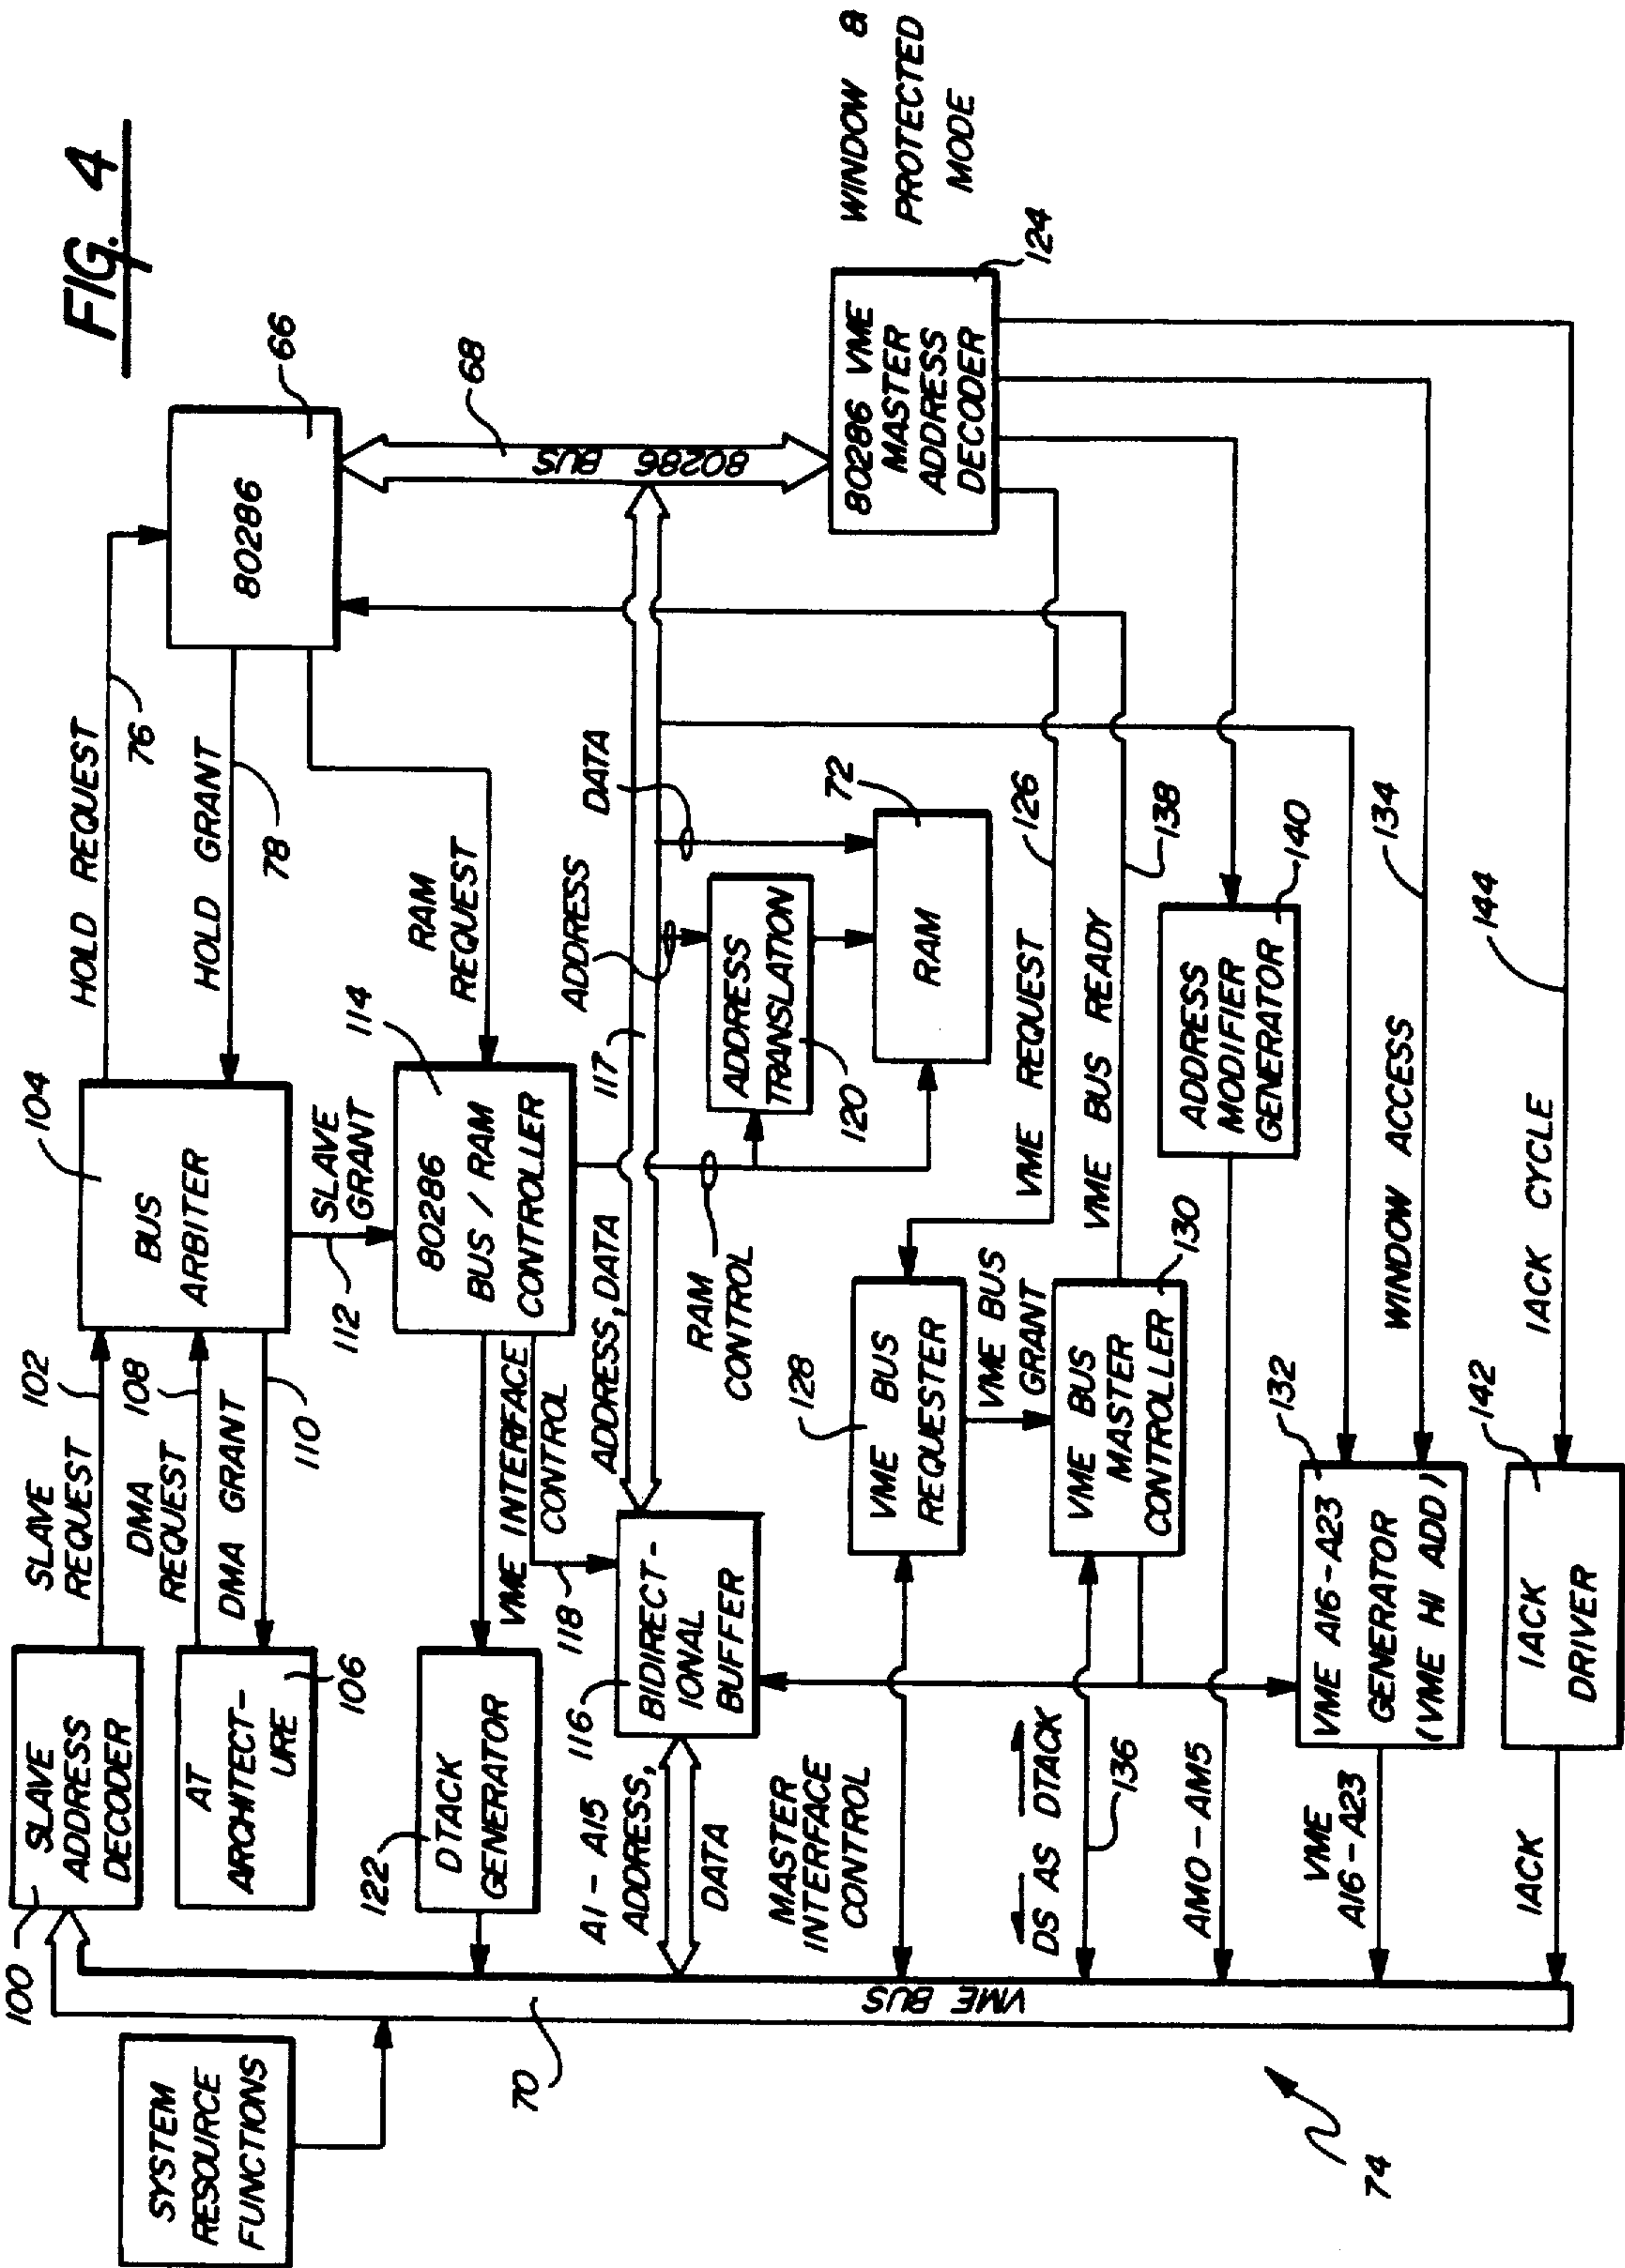 FIG. 4
SYSTEM
RESOURCE
FUNCTIONS
100
SLAVE
ADDRESS
DECODER
SLAVE
REQUEST
102
104
BUS
ARBITER
HOLD REQUEST
76
HOLD GRANT
78
80286
66
AT
ARCHITECT-
URE
106
DMA
REQUEST
108
DMA GRANT
110
SLAVE
GRANT
112
114
80286
BUS / RAM
CONTROLLER
RAM
REQUEST
68
80286 BUS
122
DTACK
GENERATOR
VME INTERFACE
CONTROL
118
116
BIDIRECT-
IONAL
BUFFER
A1 - A15
ADDRESS,
DATA
ADDRESS, DATA
117
ADDRESS
DATA
RAM
CONTROL
ADDRESS
TRANSLATION
120
RAM
72
70
VME BUS
80286 VME
MASTER
ADDRESS
DECODER
124
WINDOW &
PROTECTED
MODE
MASTER
INTERFACE
CONTROL
128
VME BUS
REQUESTER
VME REQUEST
126
VME BUS
GRANT
VME BUS
MASTER
CONTROLLER
130
VME BUS READY
138
DS AS DTACK
136
AM0 - AM5
ADDRESS
MODIFIER
GENERATOR
140
VME
A16 - A23
132
VME A16 - A23
GENERATOR
(VME HI ADD)
WINDOW ACCESS
134
IACK
IACK
DRIVER
142
IACK CYCLE
144
74